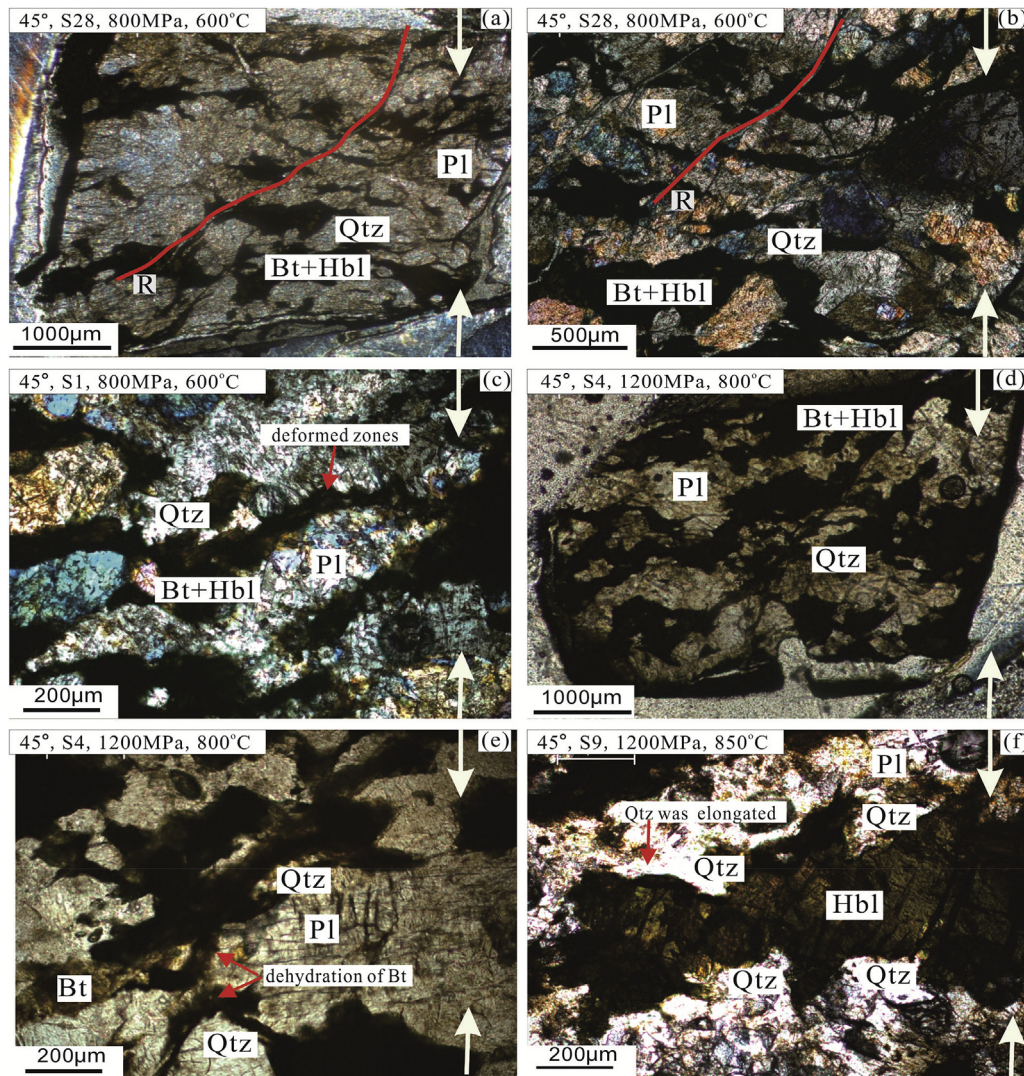 45°, S28, 800MPa, 600°C
(a)
Pl
Qtz
Bt+Hbl
R
1000μm
45°, S28, 800MPa, 600°C
(b)
Pl
R
Qtz
Bt+Hbl
500μm
45°, S1, 800MPa, 600°C
(c)
deformed zones
Qtz
Pl
Bt+Hbl
200μm
45°, S4, 1200MPa, 800°C
(d)
Bt+Hbl
Pl
Qtz
1000μm
45°, S4, 1200MPa, 800°C
(e)
Qtz
Pl
dehydration of Bt
Bt
Qtz
200μm
45°, S9, 1200MPa, 850°C
(f)
Pl
Qtz was elongated
Qtz
Qtz
Hbl
Qtz
Qtz
200μm